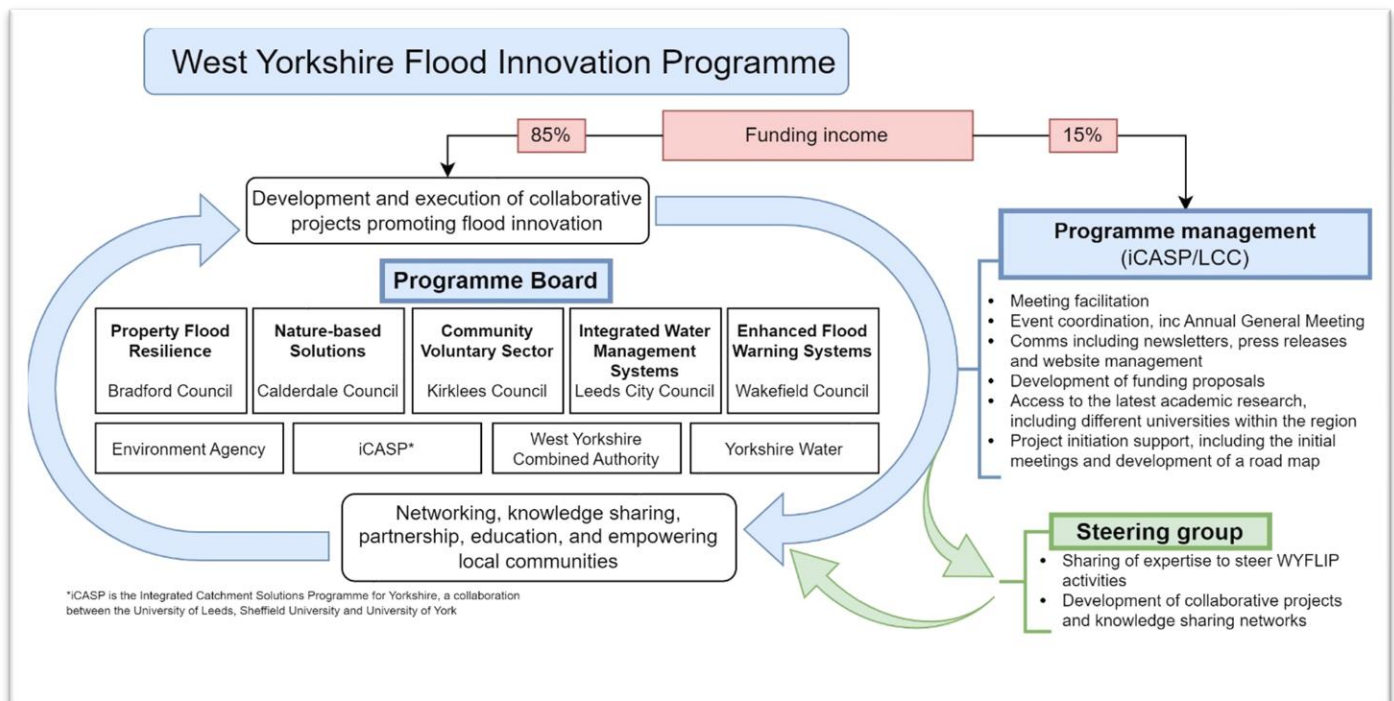 West Yorkshire Flood Innovation Programme
85%
Funding income
15%
Development and execution of collaborative
projects promoting flood innovation
Programme management
(iCASP/LCC)
• Meeting facilitation
• Event coordination, inc Annual General Meeting
• Comms including newsletters, press releases
and website management
• Development of funding proposals
• Access to the latest academic research,
including different universities within the region
• Project initiation support, including the initial
meetings and development of a road map
Programme Board
Property Flood
Resilience
Bradford Council
Nature-based
Solutions
Calderdale Council
Community
Voluntary Sector
Kirklees Council
Integrated Water
Management
Systems
Leeds City Council
Enhanced Flood
Warning Systems
Wakefield Council
Environment Agency
iCASP*
West Yorkshire
Combined Authority
Yorkshire Water
Networking, knowledge sharing,
partnership, education, and empowering
local communities
Steering group
• Sharing of expertise to steer WYFLIP
activities
• Development of collaborative projects
and knowledge sharing networks
*iCASP is the Integrated Catchment Solutions Programme for Yorkshire, a collaboration
between the University of Leeds, Sheffield University and University of York